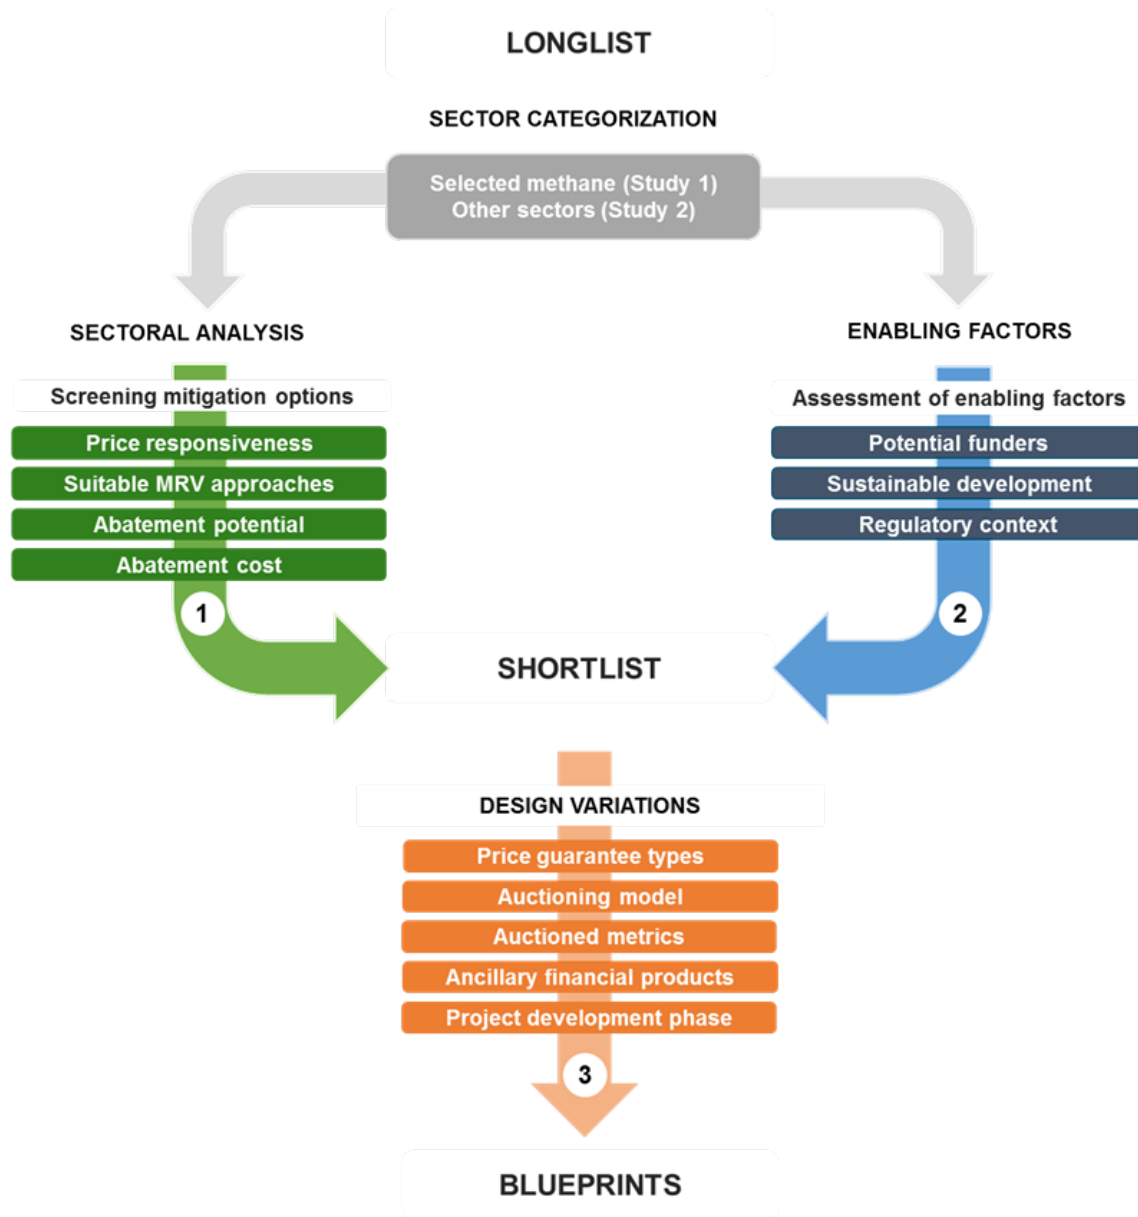 LONGLIST
SECTOR CATEGORIZATION
Selected methane (Study 1)
Other sectors (Study 2)
SECTORAL ANALYSIS
Screening mitigation options
Price responsiveness
Suitable MRV approaches
Abatement potential
Abatement cost
1
ENABLING FACTORS
Assessment of enabling factors
Potential funders
Sustainable development
Regulatory context
2
SHORTLIST
DESIGN VARIATIONS
Price guarantee types
Auctioning model
Auctioned metrics
Ancillary financial products
Project development phase
3
BLUEPRINTS